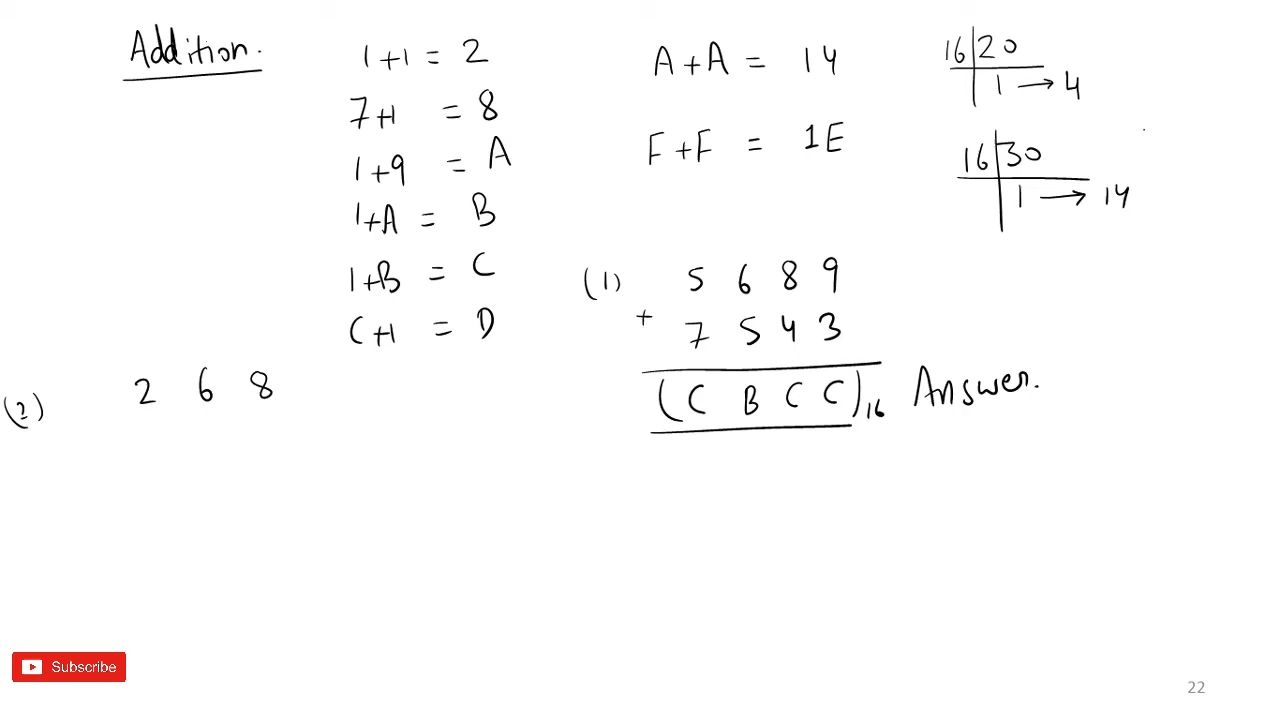 Addition.
1+1 = 2
7+1 = 8
1+9 = A
1+A = B
1+B = C
C+1 = D
A+A = 14
F+F = 1E
16 20
1 → 4
16 30
1 → 14
(1) 5 6 8 9
+ 7 5 4 3
(C B C C)16 Answer.
(2) 2 6 8
Subscribe
22